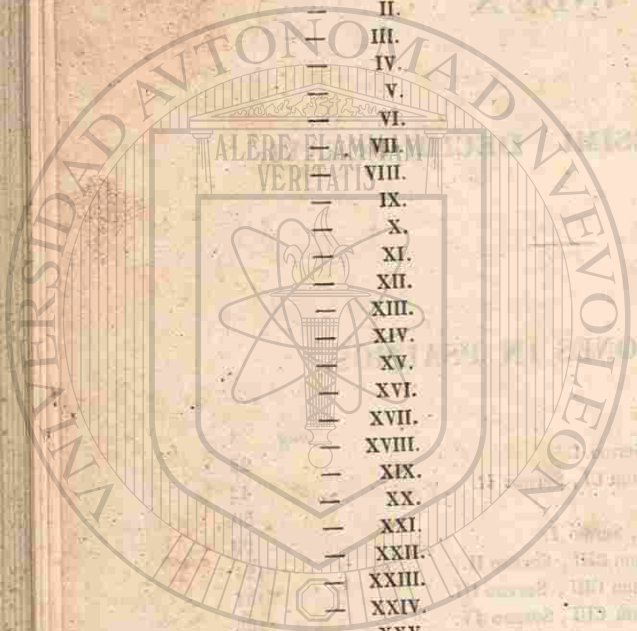 — II.
— III.
— IV.
— V.
— VI.
— VII.
— VIII.
— IX.
— X.
— XI.
— XII.
— XIII.
— XIV.
— XV.
— XVI.
— XVII.
— XVIII.
— XIX.
— XX.
— XXI.
— XXII.
— XXIII.
— XXIV.
XXV.
UNIVERSIDAD AUTONOMA DE NUEVO LEON
ALERE FLAMMAM
VERITATIS